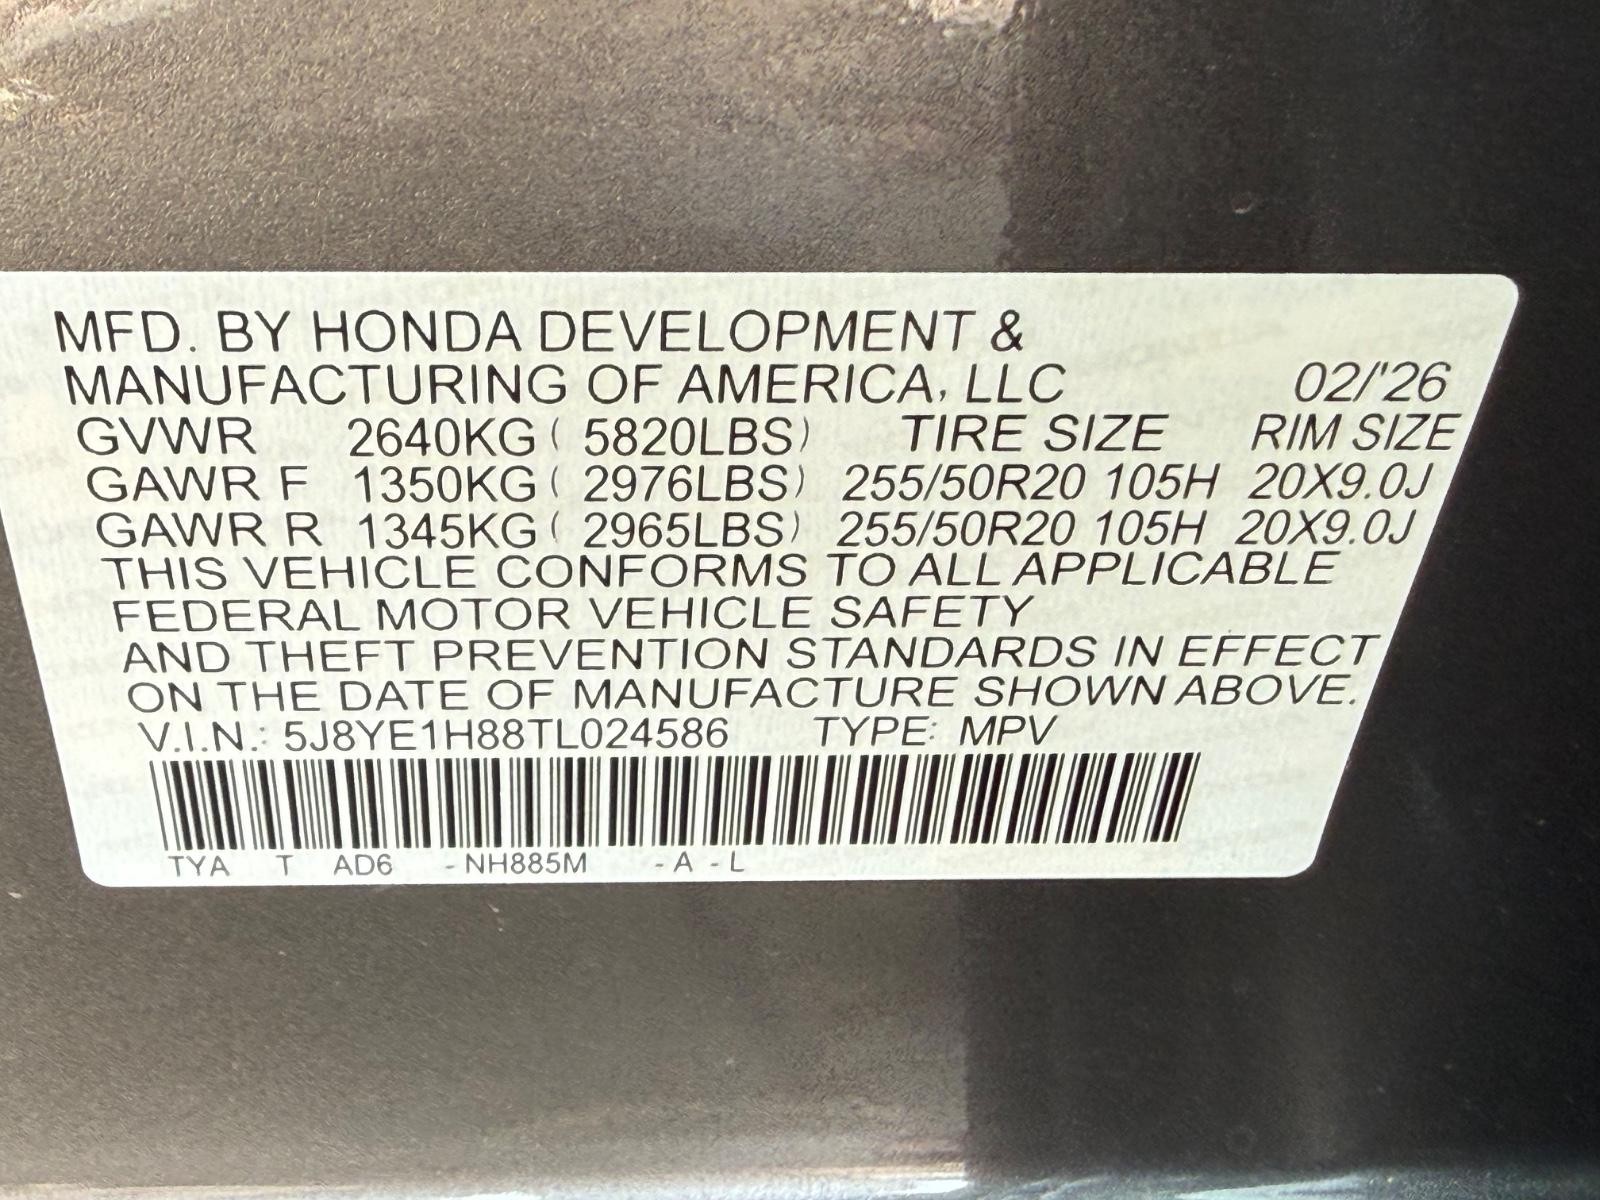 MFD. BY HONDA DEVELOPMENT &
MANUFACTURING OF AMERICA, LLC 02/'26
GVWR 2640KG ( 5820LBS) TIRE SIZE RIM SIZE
GAWR F 1350KG ( 2976LBS) 255/50R20 105H 20X9.0J
GAWR R 1345KG ( 2965LBS) 255/50R20 105H 20X9.0J
THIS VEHICLE CONFORMS TO ALL APPLICABLE
FEDERAL MOTOR VEHICLE SAFETY
AND THEFT PREVENTION STANDARDS IN EFFECT
ON THE DATE OF MANUFACTURE SHOWN ABOVE.
V.I.N.: 5J8YE1H88TL024586 TYPE: MPV
TYA T AD6 -NH885M -A -L